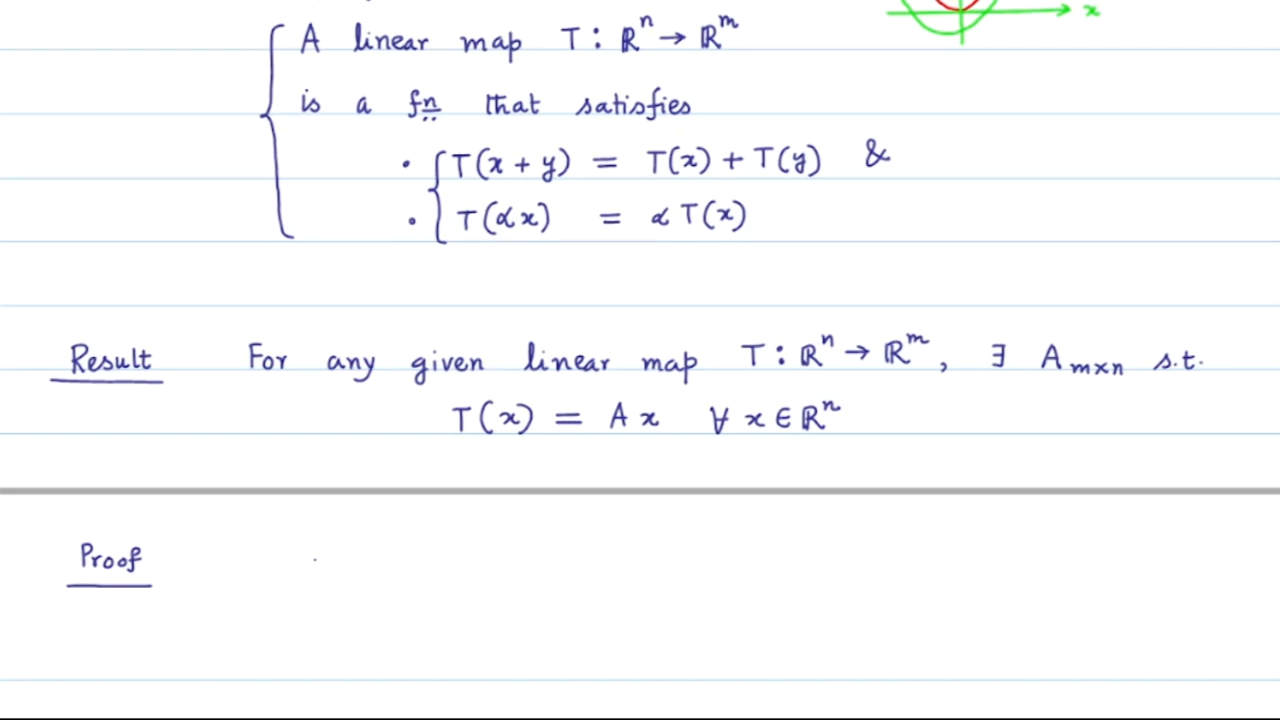 x
A linear map T : ℝⁿ → ℝᵐ
is a fn that satisfies
• T(x + y) = T(x) + T(y) &
• T(αx) = α T(x)
Result For any given linear map T : ℝⁿ → ℝᵐ, ∃ Aₘₓₙ s.t.
T(x) = A x ∀ x ∈ ℝⁿ
Proof